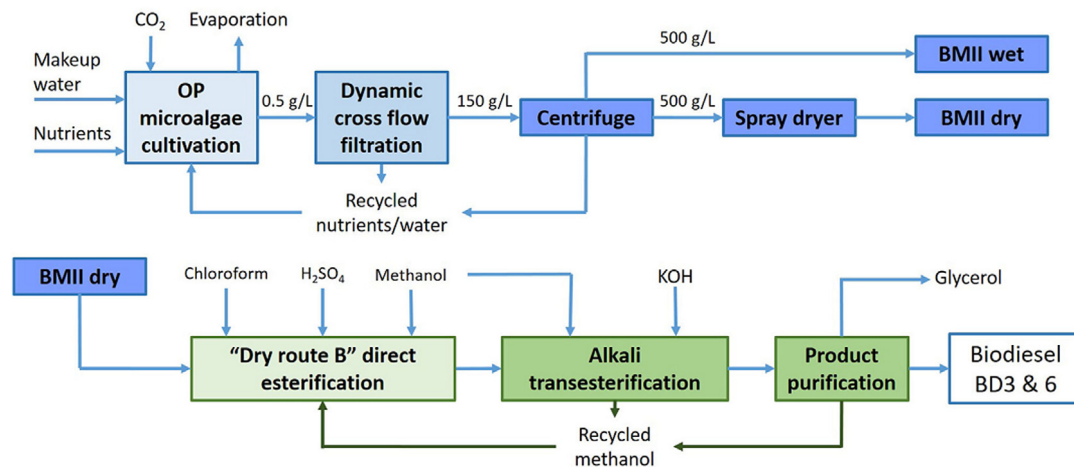 CO₂
Evaporation
Makeup
water
Nutrients
OP
microalgae
cultivation
0.5 g/L
Dynamic
cross flow
filtration
150 g/L
Centrifuge
500 g/L
BMII wet
500 g/L
Spray dryer
BMII dry
Recycled
nutrients/water
BMII dry
Chloroform
H₂SO₄
Methanol
KOH
Glycerol
“Dry route B” direct
esterification
Alkali
transesterification
Product
purification
Biodiesel
BD3 & 6
Recycled
methanol